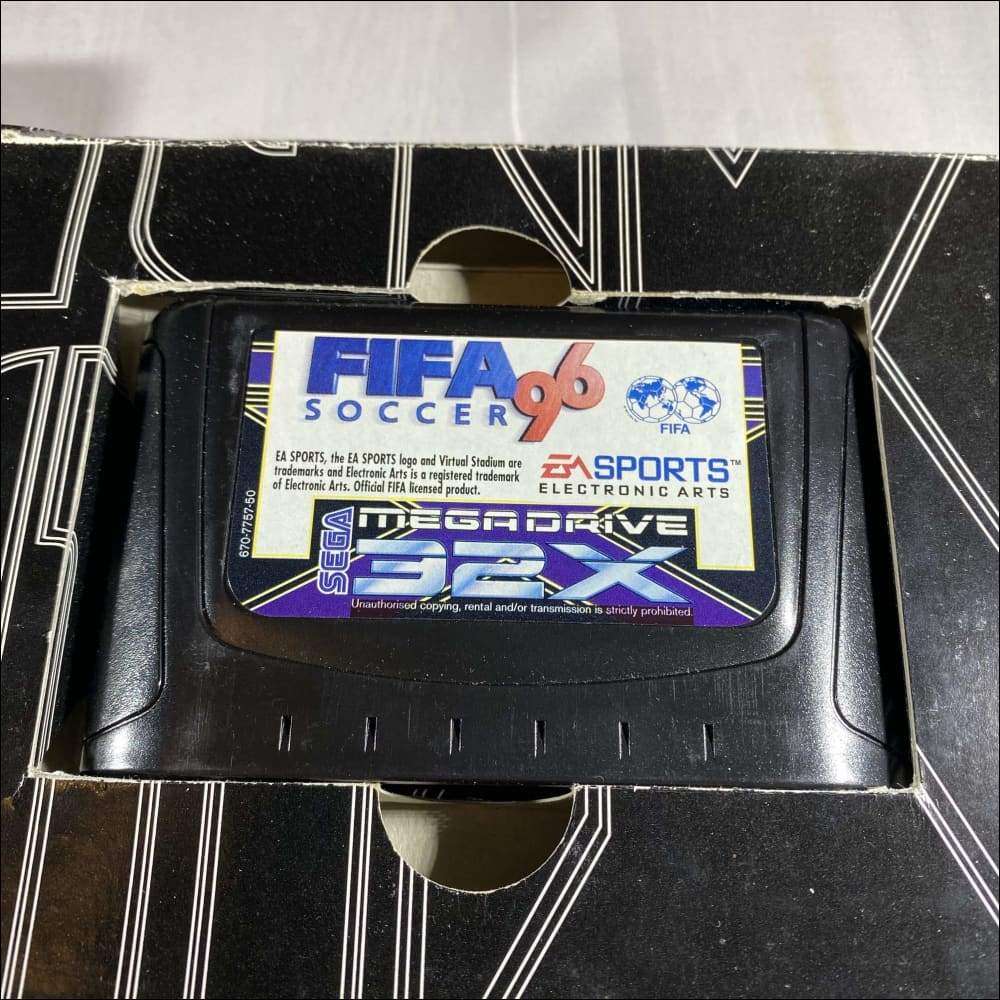 FIFA
SOCCER 96
FIFA
EA SPORTS, the EA SPORTS logo and Virtual Stadium are
trademarks and Electronic Arts is a registered trademark
of Electronic Arts. Official FIFA licensed product.
EA SPORTS™
ELECTRONIC ARTS
670-7757-50
SEGA
MEGA DRIVE
32X
Unauthorised copying, rental and/or transmission is strictly prohibited.